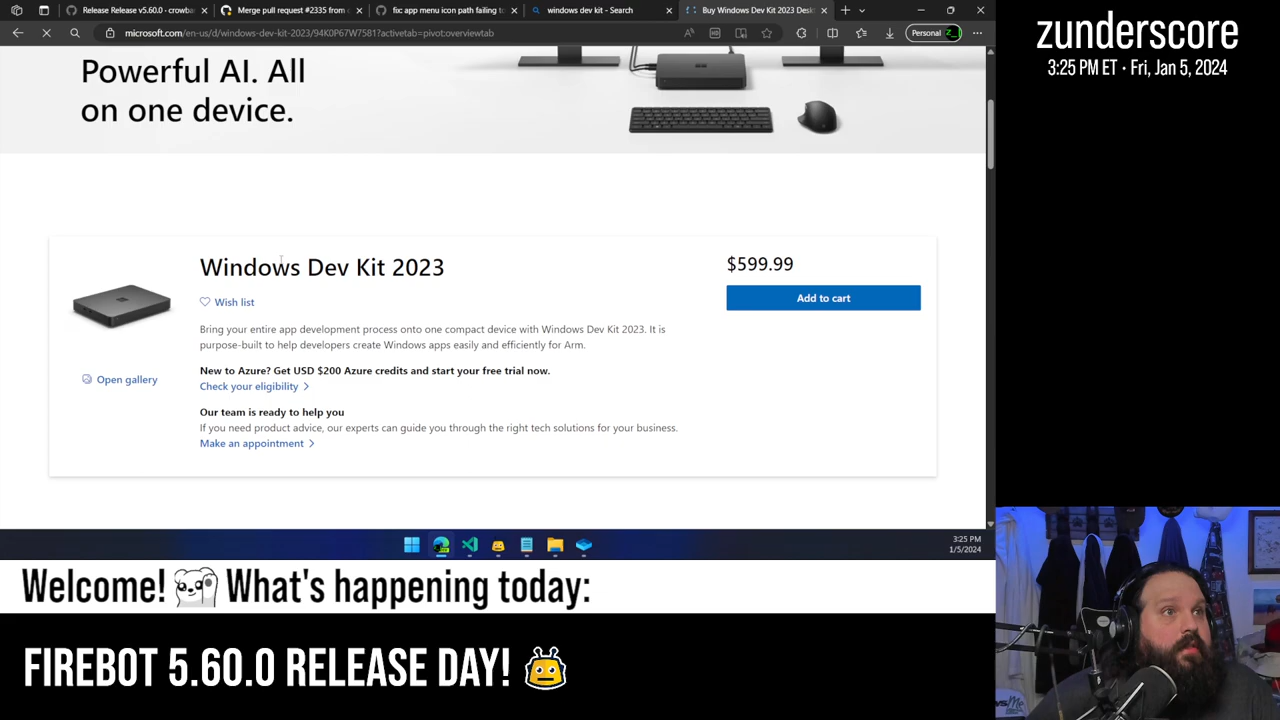 Release Release v5.60.0 · crowba
Merge pull request #2335 from c
fix: app menu icon path failing to
windows dev kit - Search
Buy Windows Dev Kit 2023 Desk
microsoft.com/en-us/d/windows-dev-kit-2023/94K0P67W7581?activetab=pivot:overviewtab
Personal
Powerful AI. All
on one device.
Windows Dev Kit 2023
Wish list
Bring your entire app development process onto one compact device with Windows Dev Kit 2023. It is
purpose-built to help developers create Windows apps easily and efficiently for Arm.
New to Azure? Get USD $200 Azure credits and start your free trial now.
Check your eligibility
Our team is ready to help you
If you need product advice, our experts can guide you through the right tech solutions for your business.
Make an appointment
Open gallery
$599.99
Add to cart
3:25 PM
1/5/2024
zunderscore
3:25 PM ET • Fri, Jan 5, 2024
Welcome! What's happening today:
FIREBOT 5.60.0 RELEASE DAY!